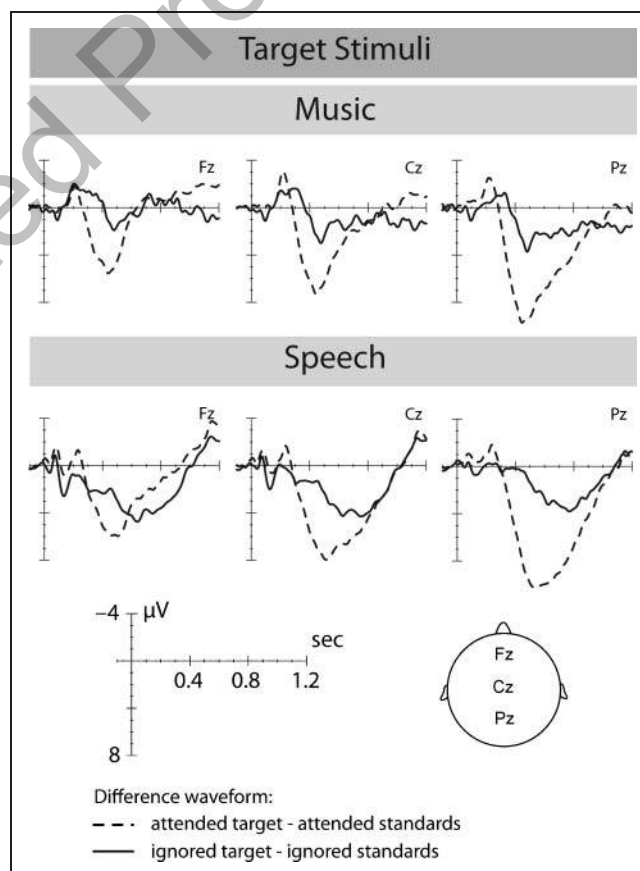 Target Stimuli
Music
Fz Cz Pz
Speech
Fz Cz Pz
−4 µV
sec
0.4 0.8 1.2
8
Fz
Cz
Pz
Difference waveform:
attended target - attended standards
ignored target - ignored standards